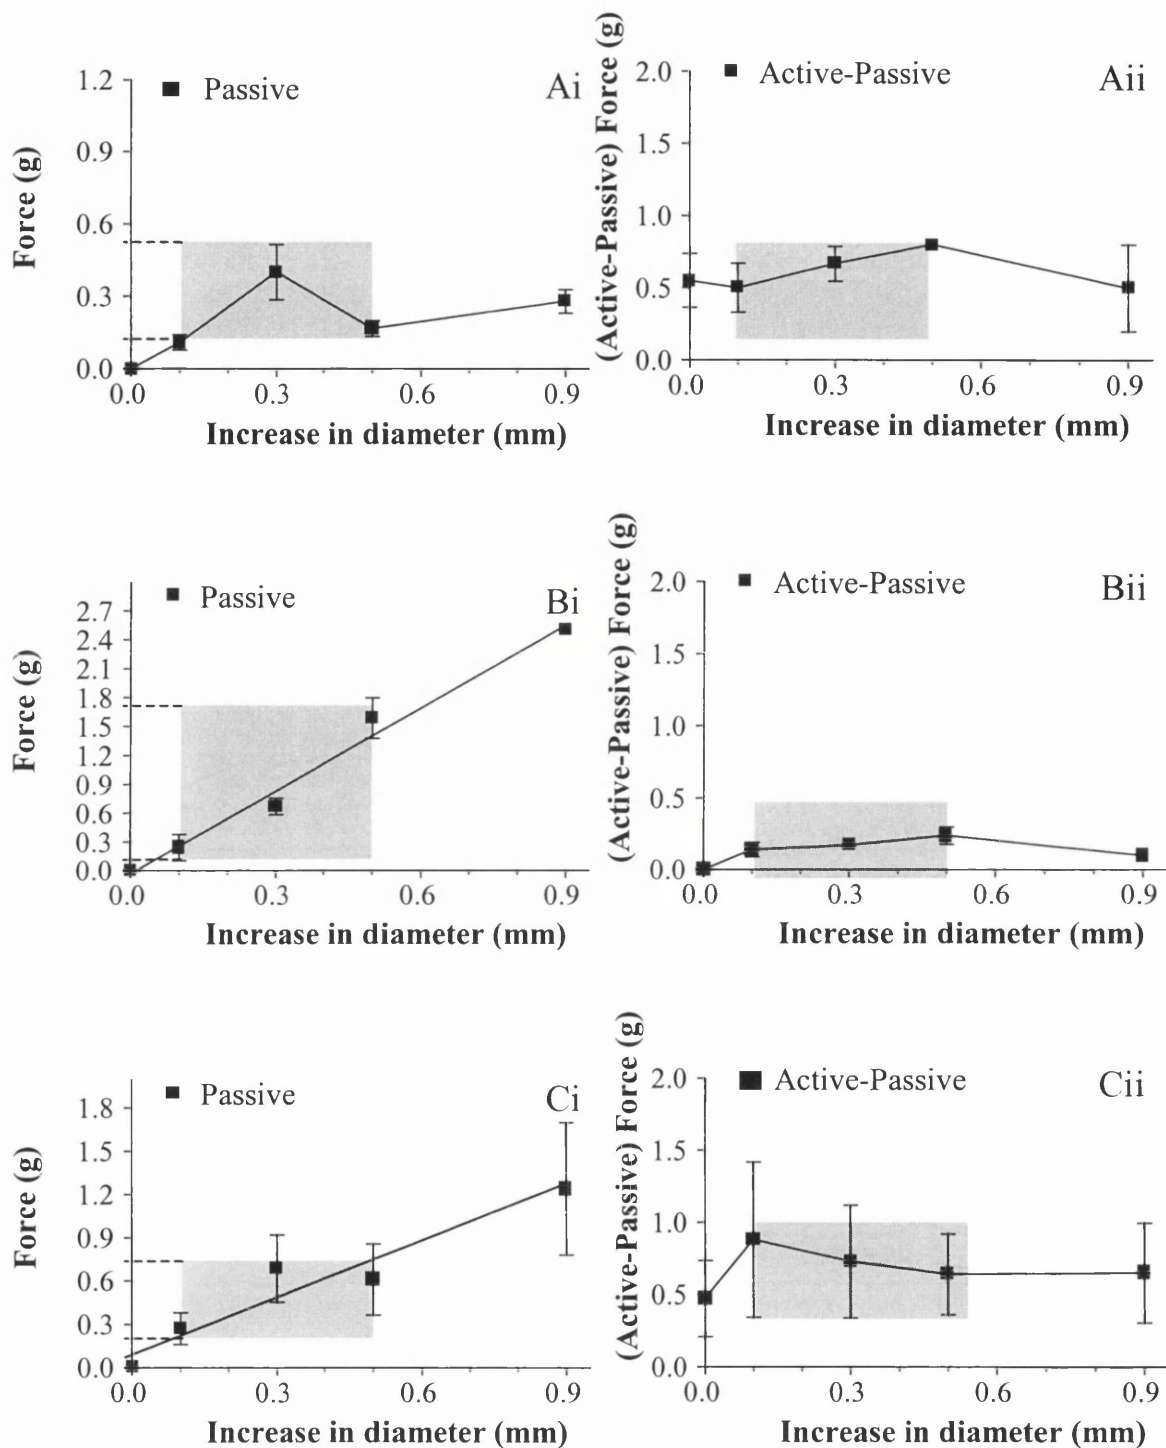 Passive
Ai
1.2
0.9
0.6
0.3
0.0
Force (g)
0.0 0.3 0.6 0.9
Increase in diameter (mm)
Active-Passive
Aii
2.0
1.5
1.0
0.5
0.0
(Active-Passive) Force (g)
0.0 0.3 0.6 0.9
Increase in diameter (mm)
Passive
Bi
2.7
2.4
2.1
1.8
1.5
1.2
0.9
0.6
0.3
0.0
Force (g)
0.0 0.3 0.6 0.9
Increase in diameter (mm)
Active-Passive
Bii
2.0
1.5
1.0
0.5
0.0
(Active-Passive) Force (g)
0.0 0.3 0.6 0.9
Increase in diameter (mm)
Passive
Ci
1.8
1.5
1.2
0.9
0.6
0.3
0.0
Force (g)
0.0 0.3 0.6 0.9
Increase in diameter (mm)
Active-Passive
Cii
2.0
1.5
1.0
0.5
0.0
(Active-Passive) Force (g)
0.0 0.3 0.6 0.9
Increase in diameter (mm)